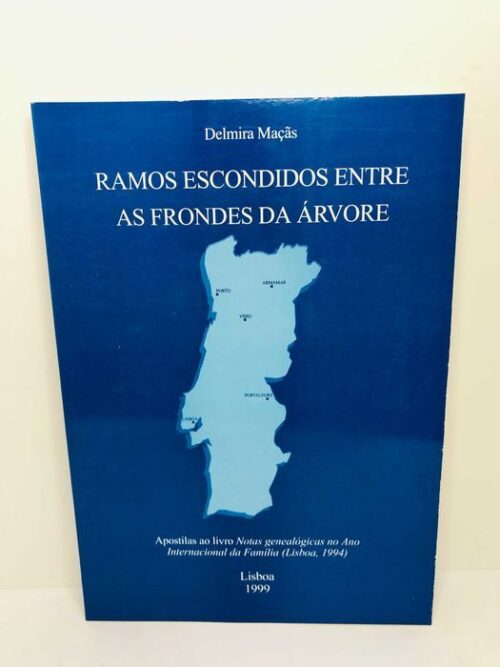 Delmira Maçãs
RAMOS ESCONDIDOS ENTRE
AS FRONDES DA ÁRVORE
ARMAMAR
PORTO
VISEU
PORTALEGRE
LISBOA
Apostilas ao livro Notas genealógicas no Ano
Internacional da Família (Lisboa, 1994)
Lisboa
1999